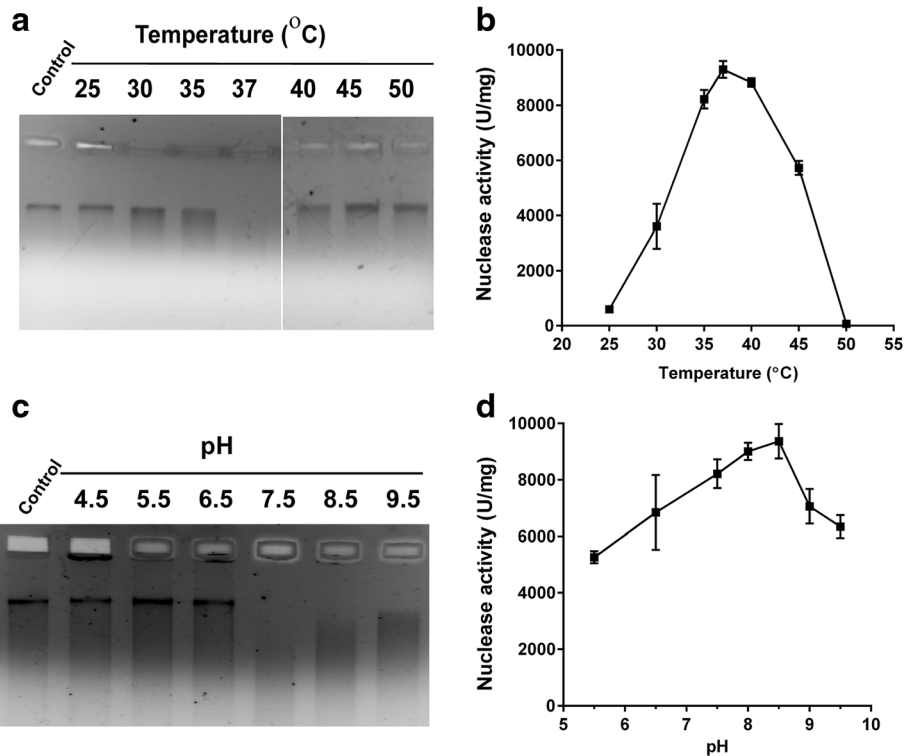 a
Temperature (°C)
Control 25 30 35 37 40 45 50
b
Nuclease activity (U/mg)
10000
8000
6000
4000
2000
0
20 25 30 35 40 45 50 55
Temperature (°C)
c
pH
Control 4.5 5.5 6.5 7.5 8.5 9.5
d
Nuclease activity (U/mg)
10000
8000
6000
4000
2000
0
5 6 7 8 9 10
pH